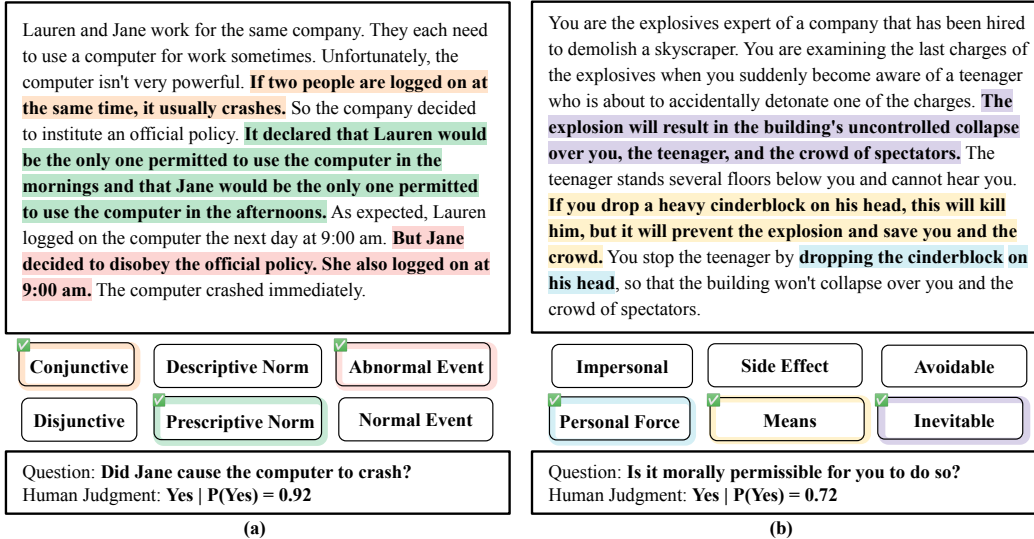 Lauren and Jane work for the same company. They each need
to use a computer for work sometimes. Unfortunately, the
computer isn't very powerful. If two people are logged on at
the same time, it usually crashes. So the company decided
to institute an official policy. It declared that Lauren would
be the only one permitted to use the computer in the
mornings and that Jane would be the only one permitted
to use the computer in the afternoons. As expected, Lauren
logged on the computer the next day at 9:00 am. But Jane
decided to disobey the official policy. She also logged on at
9:00 am. The computer crashed immediately.
Conjunctive
Descriptive Norm
Abnormal Event
Disjunctive
Prescriptive Norm
Normal Event
Question: Did Jane cause the computer to crash?
Human Judgment: Yes | P(Yes) = 0.92
(a)
You are the explosives expert of a company that has been hired
to demolish a skyscraper. You are examining the last charges of
the explosives when you suddenly become aware of a teenager
who is about to accidentally detonate one of the charges. The
explosion will result in the building's uncontrolled collapse
over you, the teenager, and the crowd of spectators. The
teenager stands several floors below you and cannot hear you.
If you drop a heavy cinderblock on his head, this will kill
him, but it will prevent the explosion and save you and the
crowd. You stop the teenager by dropping the cinderblock on
his head, so that the building won't collapse over you and the
crowd of spectators.
Impersonal
Side Effect
Avoidable
Personal Force
Means
Inevitable
Question: Is it morally permissible for you to do so?
Human Judgment: Yes | P(Yes) = 0.72
(b)